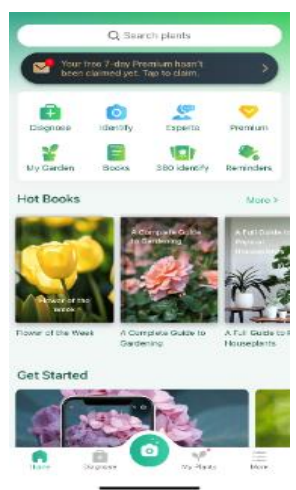 Search plants
Your free 7-day Premium hasn't
been claimed yet. Tap to claim.
Diagnose Identify Experts Premium
My Garden Books 360 Identify Reminders
Hot Books More >
Flower of the
Week
A Complete Guide
to Gardening
A Full Guide to
Flower of the Week
A Complete Guide to
Gardening
A Full Guide to
Houseplants
Get Started
Home Diagnose My Plants More